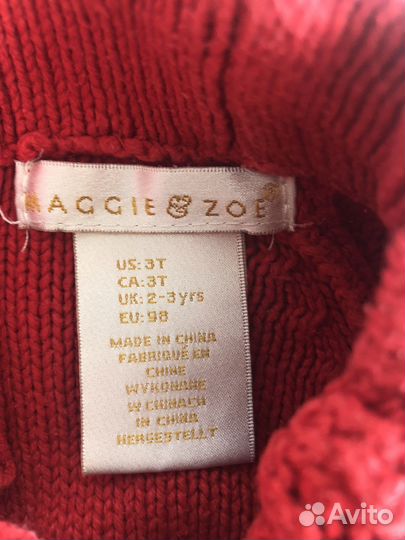 MAGGIE & ZOE
US: 3T
CA: 3T
UK: 2-3 yrs
EU: 98
MADE IN CHINA
FABRIQUÉ EN
CHINE
WYKONANE
W CHINACH
IN CHINA
HERGESTELLT
Avito